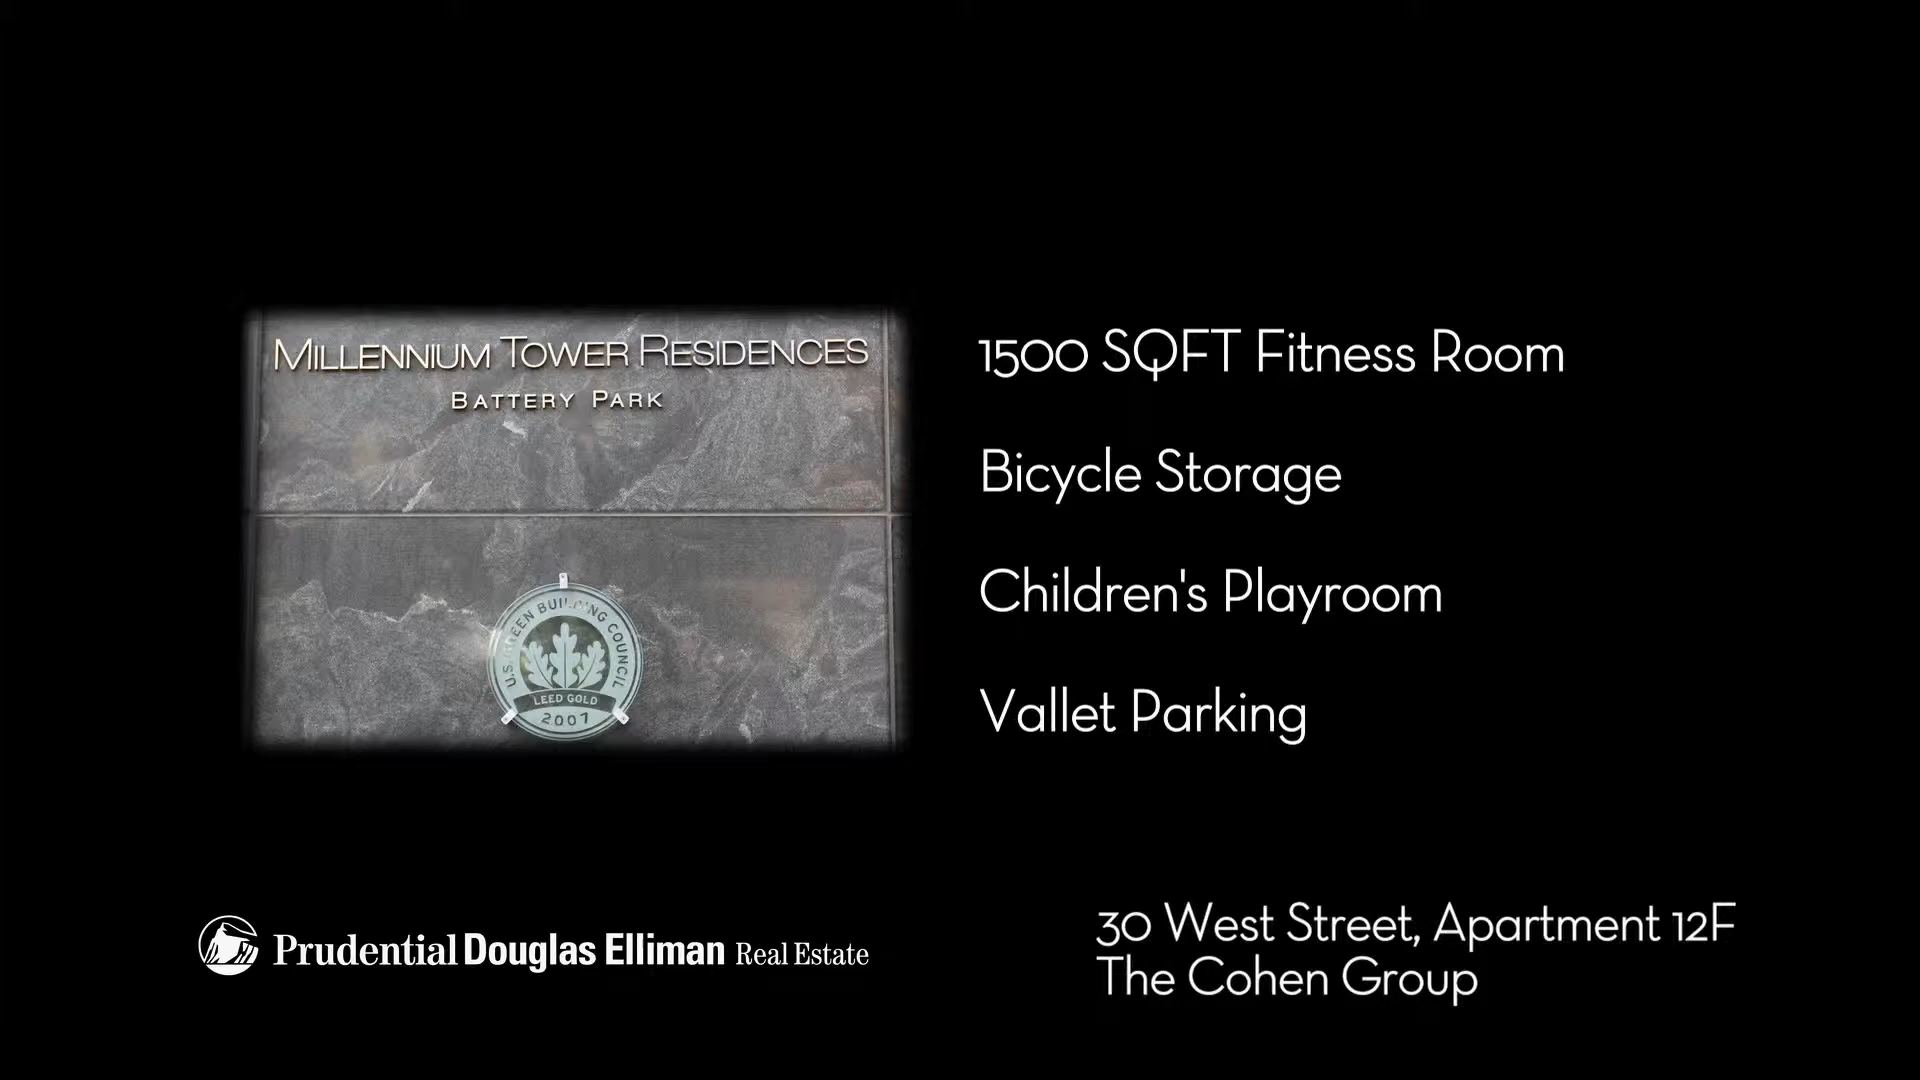 MILLENNIUM TOWER RESIDENCES
BATTERY PARK
U.S. GREEN BUILDING COUNCIL
LEED GOLD
2007
1500 SQFT Fitness Room
Bicycle Storage
Children's Playroom
Vallet Parking
Prudential Douglas Elliman Real Estate
30 West Street, Apartment 12F
The Cohen Group